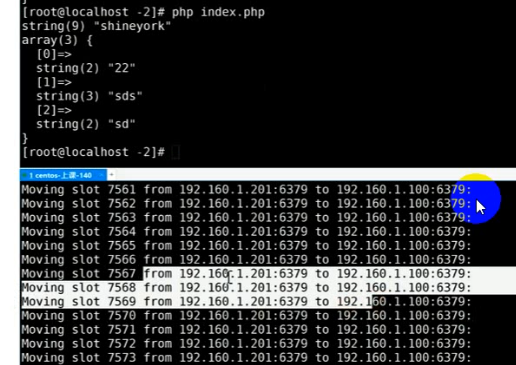 [root@localhost -2]# php index.php
string(9) "shineyork"
array(3) {
[0]=>
string(2) "22"
[1]=>
string(3) "sds"
[2]=>
string(2) "sd"
}
[root@localhost -2]#
1 centos-上课-140
Moving slot 7561 from 192.160.1.201:6379 to 192.160.1.100:6379:
Moving slot 7562 from 192.160.1.201:6379 to 192.160.1.100:6379:
Moving slot 7563 from 192.160.1.201:6379 to 192.160.1.100:6379:
Moving slot 7564 from 192.160.1.201:6379 to 192.160.1.100:6379:
Moving slot 7565 from 192.160.1.201:6379 to 192.160.1.100:6379:
Moving slot 7566 from 192.160.1.201:6379 to 192.160.1.100:6379:
Moving slot 7567 from 192.160.1.201:6379 to 192.160.1.100:6379:
Moving slot 7568 from 192.160.1.201:6379 to 192.160.1.100:6379:
Moving slot 7569 from 192.160.1.201:6379 to 192.160.1.100:6379:
Moving slot 7570 from 192.160.1.201:6379 to 192.160.1.100:6379:
Moving slot 7571 from 192.160.1.201:6379 to 192.160.1.100:6379:
Moving slot 7572 from 192.160.1.201:6379 to 192.160.1.100:6379:
Moving slot 7573 from 192.160.1.201:6379 to 192.160.1.100:6379: